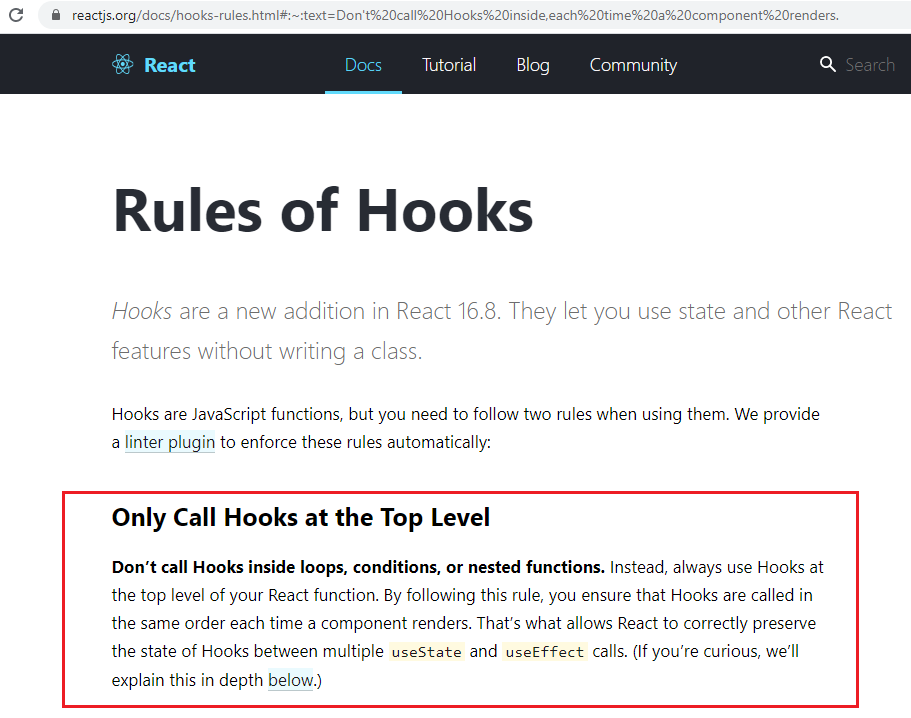 reactjs.org/docs/hooks-rules.html#:~:text=Don't%20call%20Hooks%20inside,each%20time%20a%20component%20renders.
React Docs Tutorial Blog Community Search
Rules of Hooks
Hooks are a new addition in React 16.8. They let you use state and other React
features without writing a class.
Hooks are JavaScript functions, but you need to follow two rules when using them. We provide
a linter plugin to enforce these rules automatically:
Only Call Hooks at the Top Level
Don’t call Hooks inside loops, conditions, or nested functions. Instead, always use Hooks at
the top level of your React function. By following this rule, you ensure that Hooks are called in
the same order each time a component renders. That’s what allows React to correctly preserve
the state of Hooks between multiple useState and useEffect calls. (If you’re curious, we’ll
explain this in depth below.)